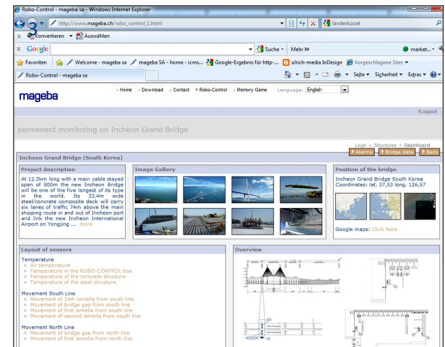 Robo-Control - mageba sa - Windows Internet Explorer
3
http://www.mageba.ch/robo_control_2.html
länderkürzel
Konvertieren Auswählen
Google Suche Mehr » market...
Favoriten Welcome - mageba sa mageba SA - home - icms... Google-Ergebnis für http-... ulrich-media InDesign Vorgeschlagene Sites
Robo-Control - mageba sa Seite Sicherheit Extras
mageba
Home Download Contact Robo-Control Memory Game Language: English
Logout
permanent monitoring on Incheon Grand Bridge
Login Structures Dashboard
Alarms Bridge data Back
Incheon Grand Bridge (South Korea)
Project description
At 12.3km long with a main cable stayed
span of 800m the new Incheon Bridge
will be one of the five longest of its type
in the world. Its 33.4m wide
steel/concrete composite deck will carry
six lanes of traffic 74m above the main
shipping route in and out of Incheon port
and link the new Incheon International
Airport on Yongjing ... more
Image Gallery
Position of the bridge
Incheon Grand Bridge South Korea
Coordinates: lat. 37,53 long. 126,57
Google maps: Click here
Layout of sensors
Temperature
Air temperature
Temperature in the ROBO-CONTROL box
Temperature of the concrete structure
Temperature of the steel structure
Movement South Line
Movement of 24th lamella from south line
Movement of bridge gap from south line
Movement of first lamella from south line
Movement of second lamella from south line
Movement North Line
Movement of bridge gap from north line
Movement of first lamella from north line
Overview